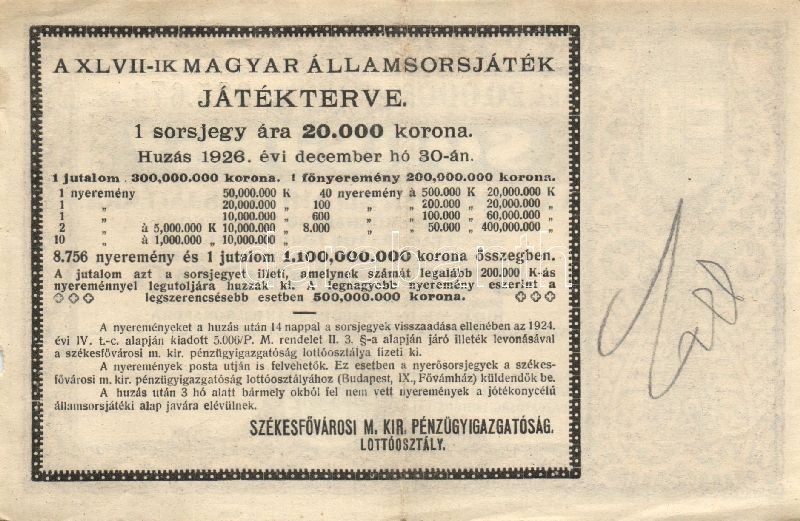 A XLVII-IK MAGYAR ÁLLAMSORSJÁTÉK
JÁTÉKTERVE.
1 sorsjegy ára 20.000 korona.
Huzás 1926. évi december hó 30-án.
1 jutalom 300,000.000 korona. 1 főnyeremény 200,000.000 korona.
1 nyeremény 50,000.000 K 40 nyeremény à 500.000 K 20,000.000 K
1 „ 20,000.000 „ 100 „ „ 200.000 „ 20,000.000 „
1 „ 10,000.000 „ 600 „ „ 100.000 „ 60,000.000 „
2 „ à 5,000.000 K 10,000.000 „ 8.000 „ „ 50.000 „ 400,000.000 „
10 „ à 1,000.000 „ 10,000.000 „
8.756 nyeremény és 1 jutalom 1.100,000.000 korona összegben.
A jutalom azt a sorsjegyet illeti, amelynek számát legalább 200.000 K-ás
nyereménnyel legutoljára huzzák ki. A legnagyobb nyeremény eszerint a
legszerencsésebb esetben 500,000.000 korona.
A nyereményeket a huzás után 14 nappal a sorsjegyek visszaadása ellenében az 1924.
évi IV. t.-c. alapján kiadott 5.006/P. M. rendelet II. 3. §-a alapján járó illeték levonásával
a székesfővárosi m. kir. pénzügyigazgatóság lottóosztálya fizeti ki.
A nyeremények posta utján is felvehetők. Ez esetben a nyerősorsjegyek a székes-
fővárosi m. kir. pénzügyigazgatóság lottóosztályához (Budapest, IX., Fővámház) küldendők be.
A huzás után 3 hó alatt bármely okból fel nem vett nyeremények a jótékonycélú
államsorsjátéki alap javára elévülnek.
SZÉKESFŐVÁROSI M. KIR. PÉNZÜGYIGAZGATÓSÁG.
LOTTÓOSZTÁLY.